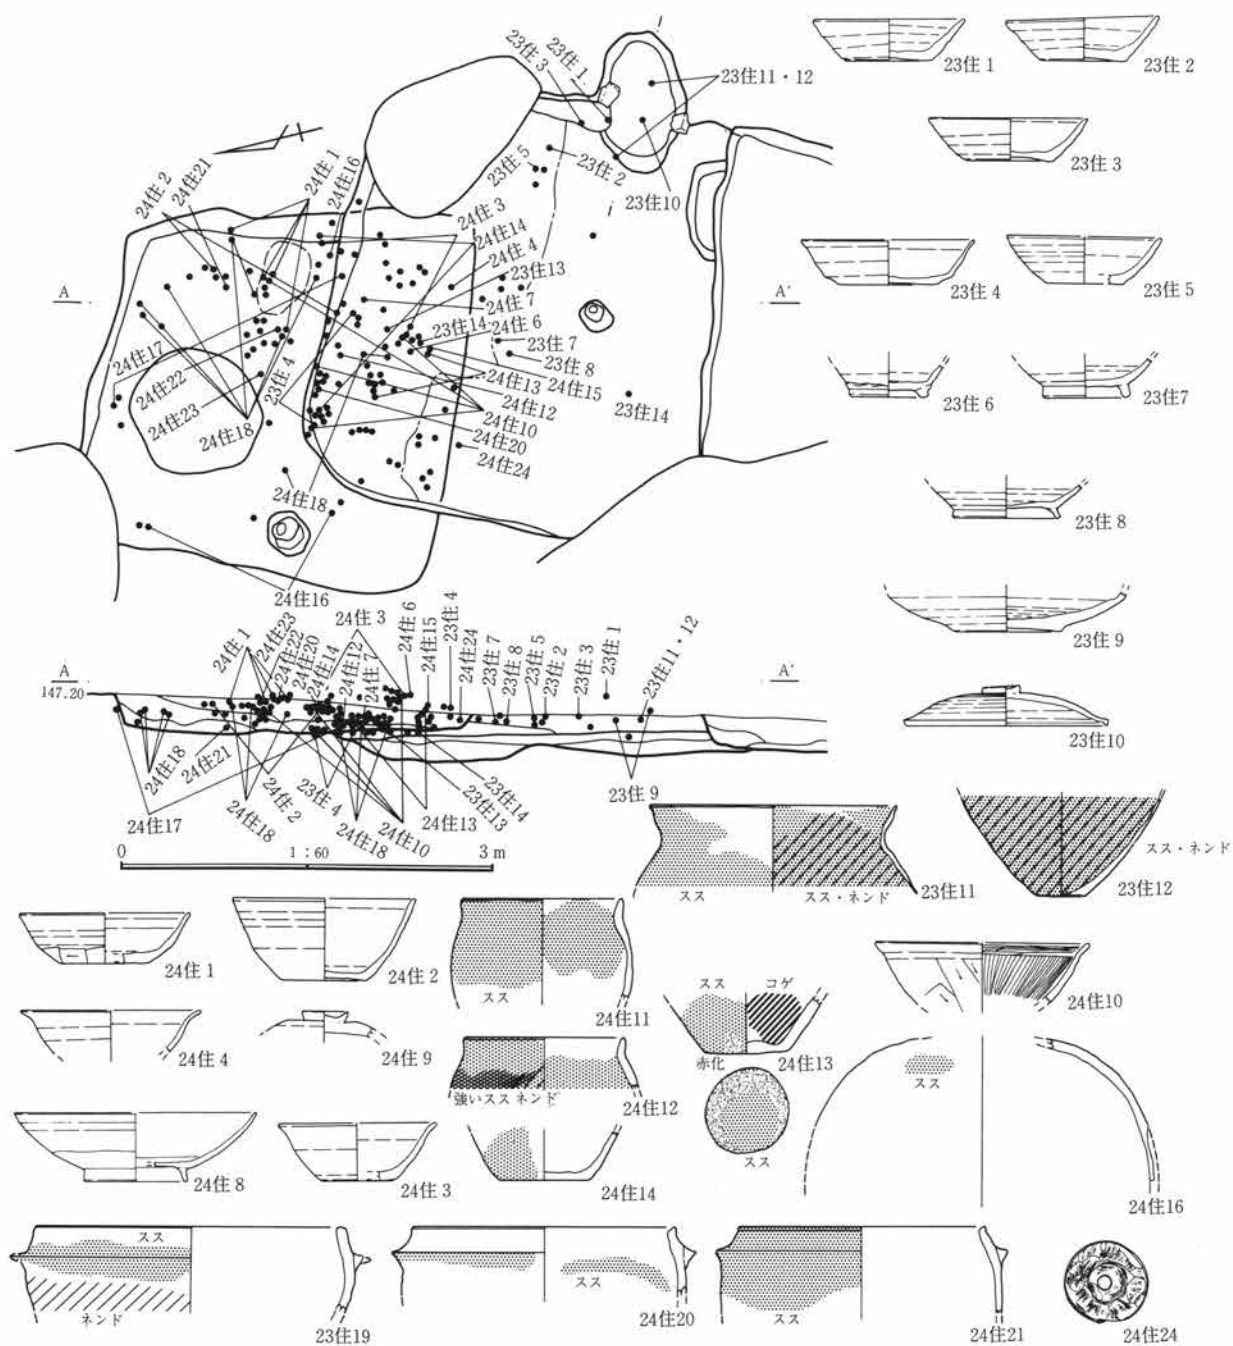 23住3
23住1
23住11・12
23住5
23住2
23住10
24住2
24住21
24住1
24住16
24住3
24住14
24住4
23住13
24住7
23住14
24住6
23住7
23住8
24住15
24住13
24住12
24住10
24住20
24住24
23住14
24住17
24住22
24住23
24住18
23住4
24住18
24住16
A
A'
23住1
23住2
23住3
23住4
23住5
23住6
23住7
23住8
23住9
23住10
A
147.20
A'
24住1
24住23
24住22
24住20
24住14
24住12
24住7
24住3
24住6
24住15
23住4
24住24
23住7
23住8
23住5
23住2
23住3
23住1
23住11・12
24住17
24住18
24住21
24住18
24住2
23住4
24住18
24住10
24住13
23住13
23住14
23住9
0
1:60
3m
スス
スス・ネンド
23住11
スス・ネンド
23住12
24住1
24住2
スス
24住11
スス
コゲ
赤化
24住13
スス
24住10
24住4
24住9
強いスス ネンド
24住12
スス
24住16
24住8
24住3
24住14
スス
ネンド
23住19
スス
24住20
スス
24住21
24住24